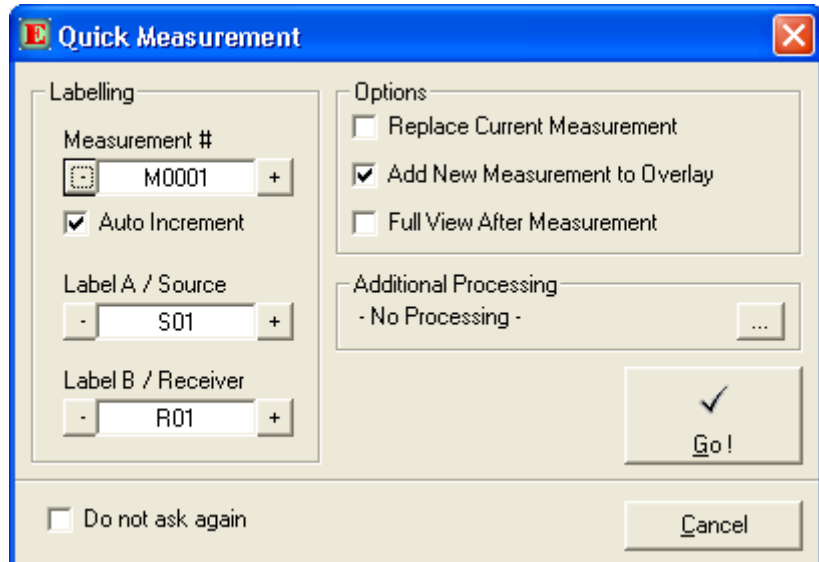 E Quick Measurement
Labelling
Measurement #
- M0001 +
Auto Increment
Label A / Source
- S01 +
Label B / Receiver
- R01 +
Options
Replace Current Measurement
Add New Measurement to Overlay
Full View After Measurement
Additional Processing
- No Processing - ...
Go!
Do not ask again
Cancel